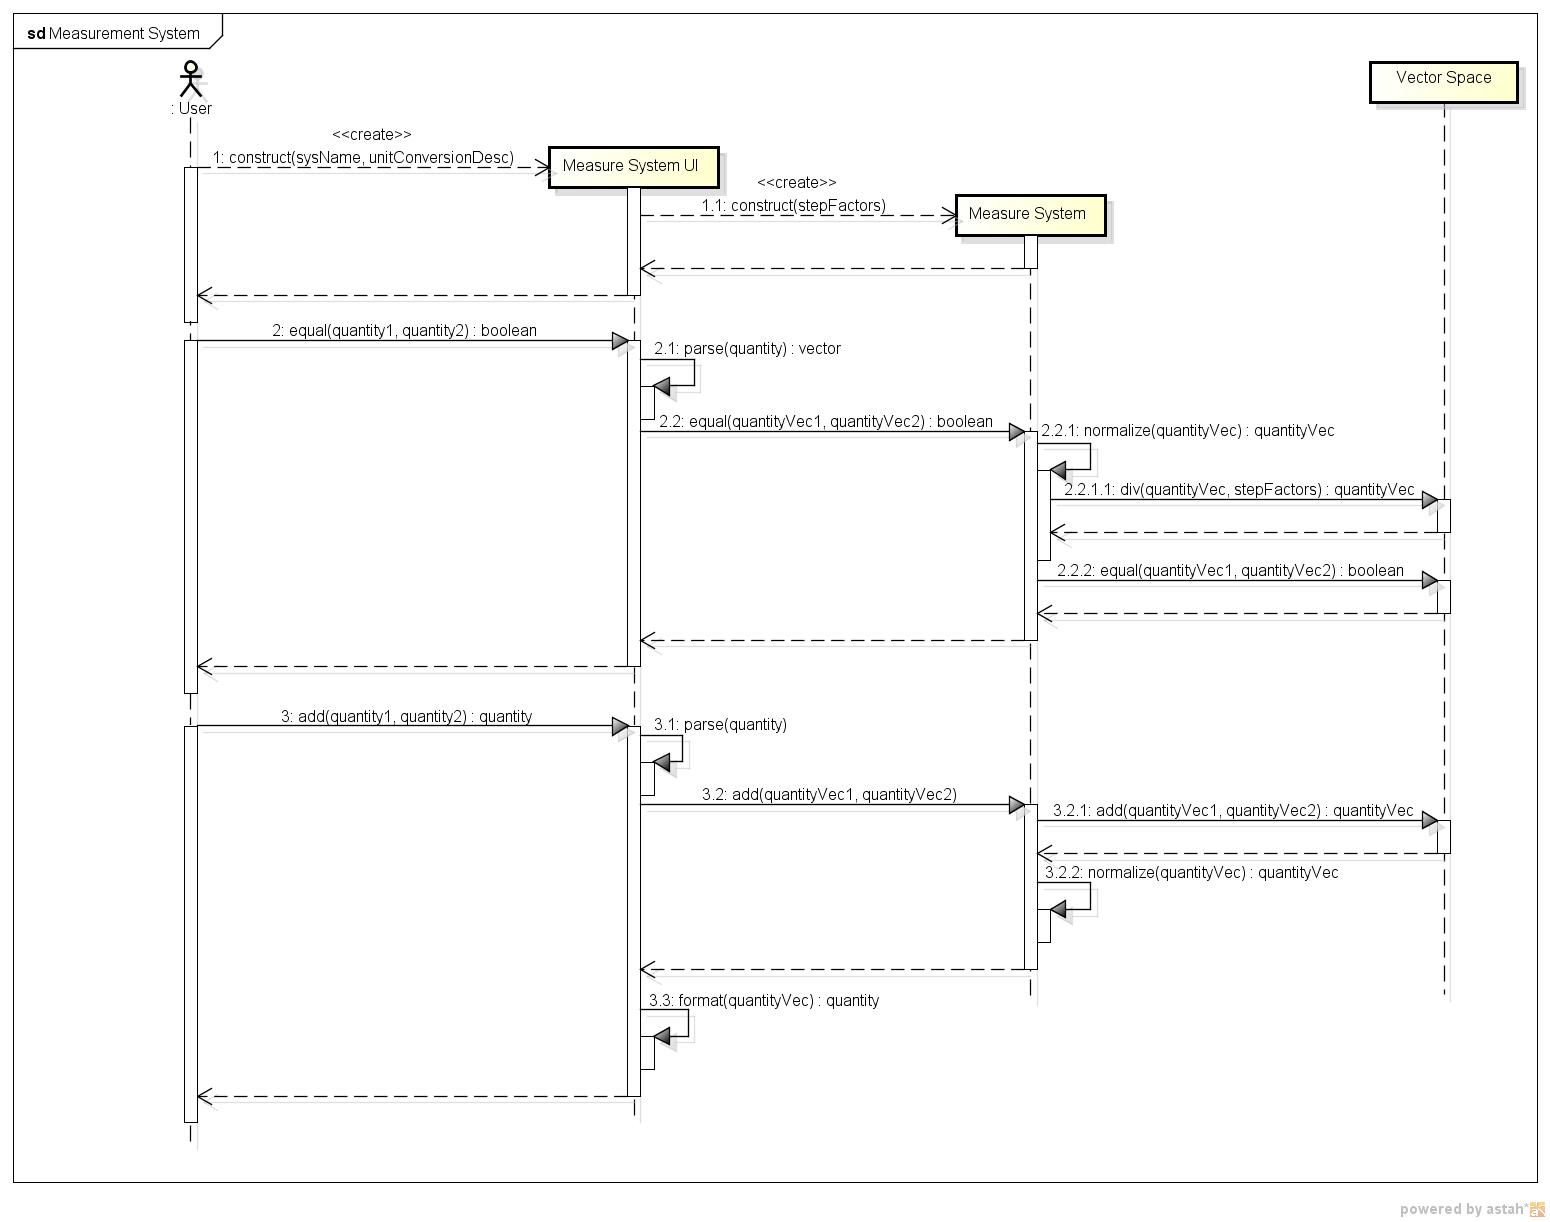 sd Measurement System
Vector Space
: User
<<create>>
1: construct(sysName, unitConversionDesc)
Measure System UI
<<create>>
1.1: construct(stepFactors)
Measure System
2: equal(quantity1, quantity2) : boolean
2.1: parse(quantity) : vector
2.2: equal(quantityVec1, quantityVec2) : boolean
2.2.1: normalize(quantityVec) : quantityVec
2.2.1.1: div(quantityVec, stepFactors) : quantityVec
2.2.2: equal(quantityVec1, quantityVec2) : boolean
3: add(quantity1, quantity2) : quantity
3.1: parse(quantity)
3.2: add(quantityVec1, quantityVec2)
3.2.1: add(quantityVec1, quantityVec2) : quantityVec
3.2.2: normalize(quantityVec) : quantityVec
3.3: format(quantityVec) : quantity
powered by astah*